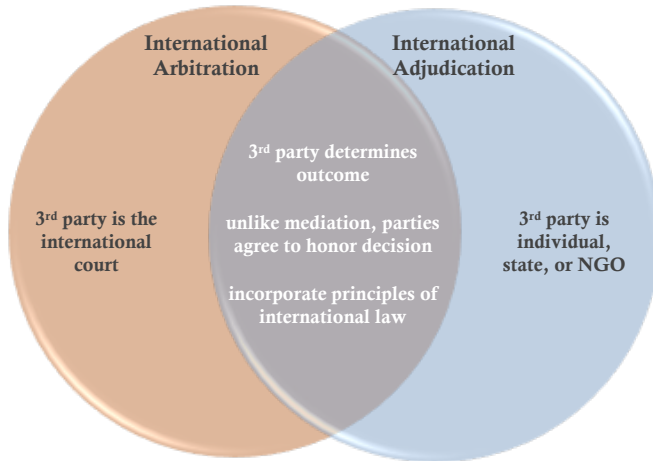 International
Arbitration
International
Adjudication
3rd party determines
outcome
unlike mediation, parties
agree to honor decision
incorporate principles of
international law
3rd party is the
international
court
3rd party is
individual,
state, or NGO